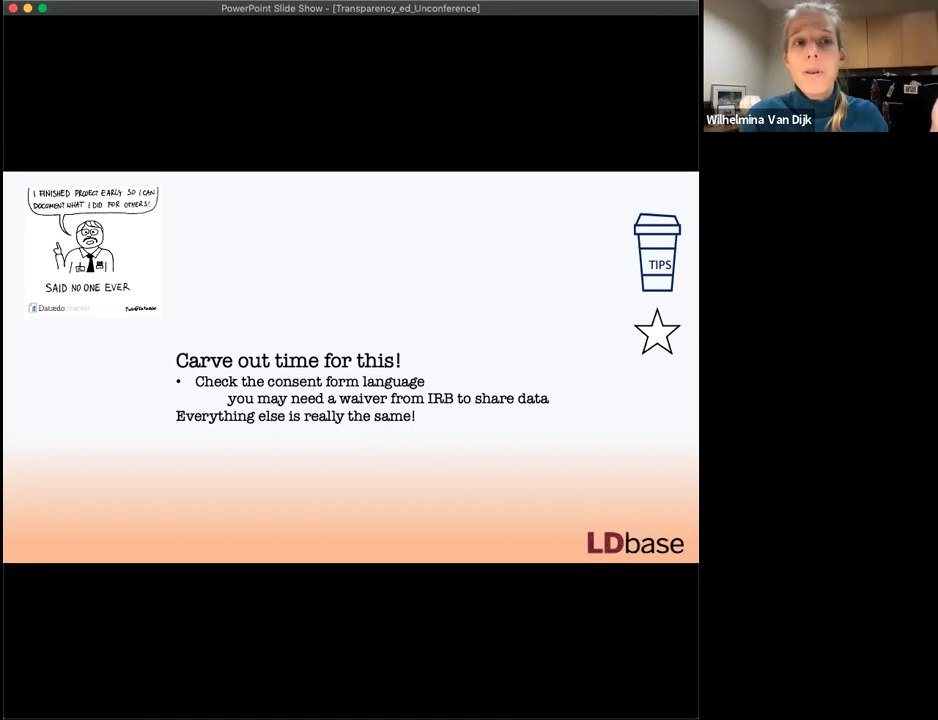 PowerPoint Slide Show - [Transparency_ed_Unconference]
Wilhelmina Van Dijk
I FINISHED PROJECT EARLY SO I CAN
DOCUMENT WHAT I DID FOR OTHERS!
SAID NO ONE EVER
Dataedo /cartoon
TIPS
Carve out time for this!
• Check the consent form language
you may need a waiver from IRB to share data
Everything else is really the same!
LDbase